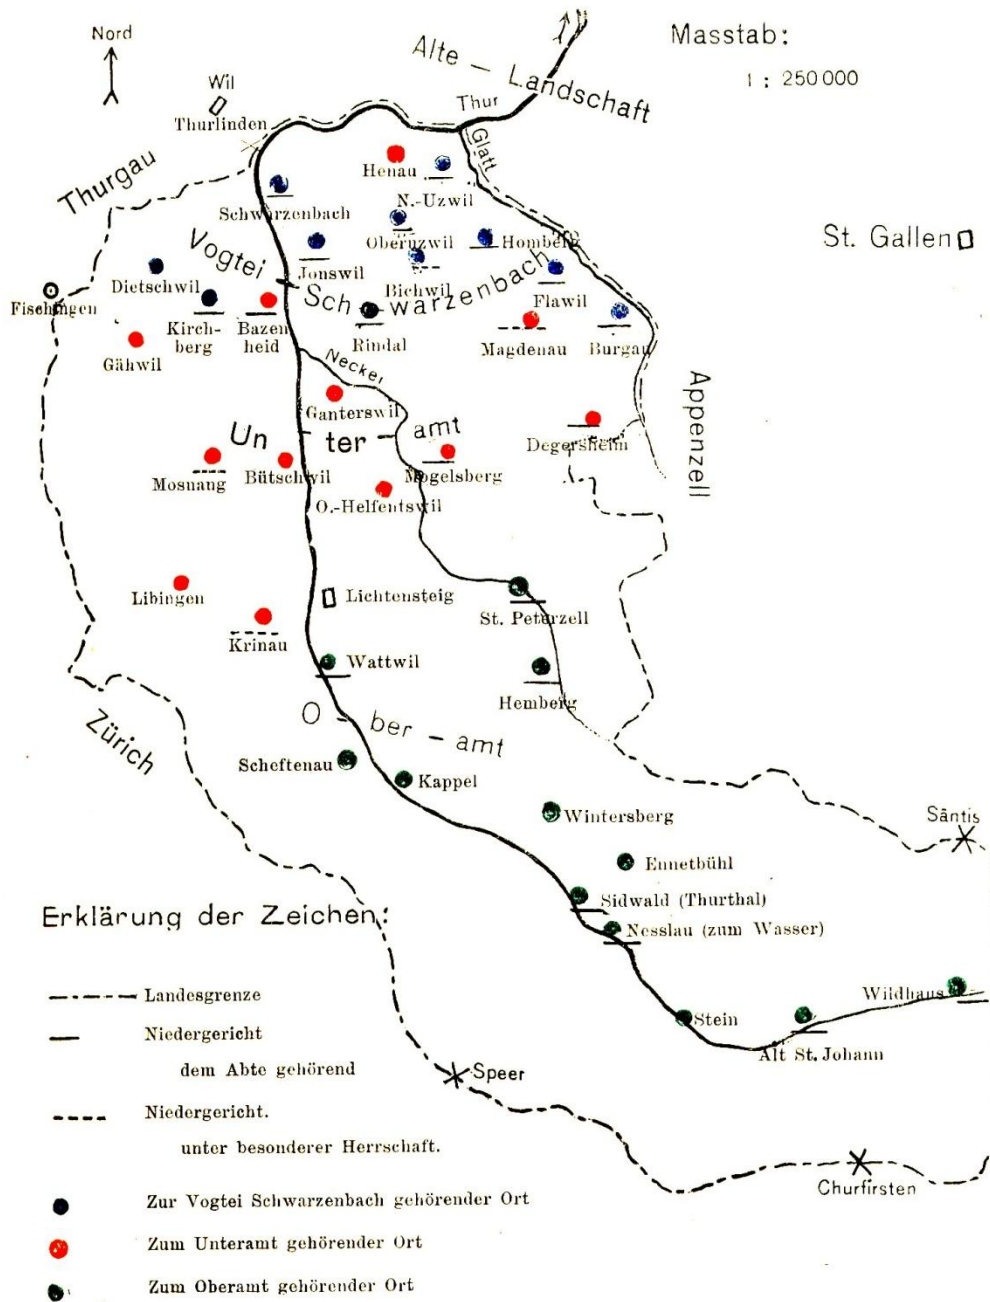 Nord
Masstab:
1 : 250 000
Alte – Landschaft
Wil
Thurlinden
Thur
Glatt
Thurgau
Henau
N.-Uzwil
Schwarzenbach
Oberuzwil
Homberg
St. Gallen
Vogtei Sch – warzenbach
Jonswil
Bichwil
Dietschwil
Flawil
Fischingen
Kirch-
berg
Bazen
heid
Rindal
Magdenau
Burgau
Gähwil
Necker
Appenzell
Ganterswil
Un – ter – amt
Degersheim
Mosnang
Bütschwil
Mogelsberg
O.-Helfentswil
Libingen
Lichtensteig
St. Peterzell
Krinau
Wattwil
Hemberg
Zürich
O – ber – amt
Scheftenau
Kappel
Wintersberg
Säntis
Ennetbühl
Sidwald (Thurthal)
Nesslau (zum Wasser)
Wildhaus
Stein
Alt St. Johann
Speer
Churfirsten
Erklärung der Zeichen:
Landesgrenze
Niedergericht
dem Abte gehörend
Niedergericht.
unter besonderer Herrschaft.
Zur Vogtei Schwarzenbach gehörender Ort
Zum Unteramt gehörender Ort
Zum Oberamt gehörender Ort